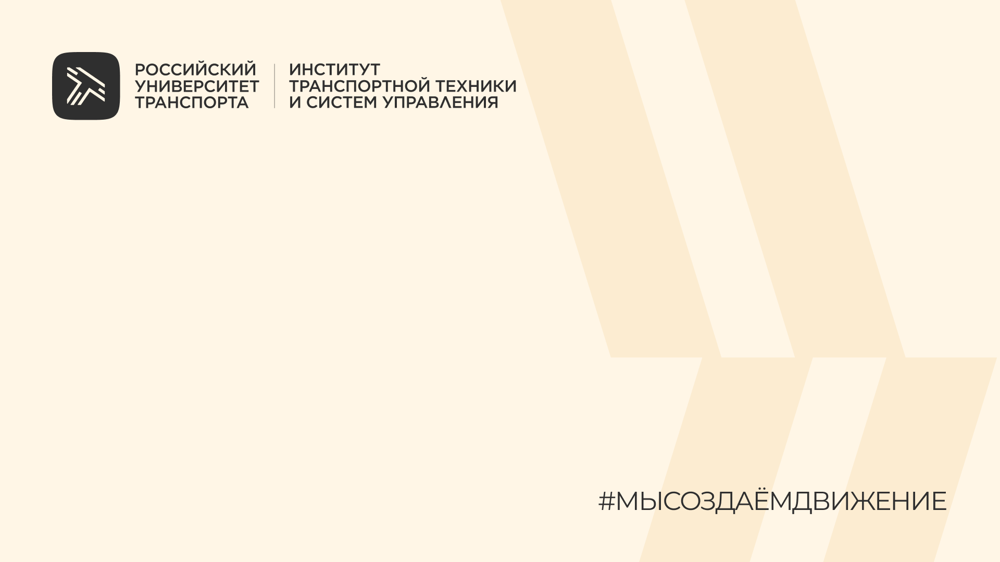 РОССИЙСКИЙ
УНИВЕРСИТЕТ
ТРАНСПОРТА
ИНСТИТУТ
ТРАНСПОРТНОЙ ТЕХНИКИ
И СИСТЕМ УПРАВЛЕНИЯ
#МЫСОЗДАЁМДВИЖЕНИЕ